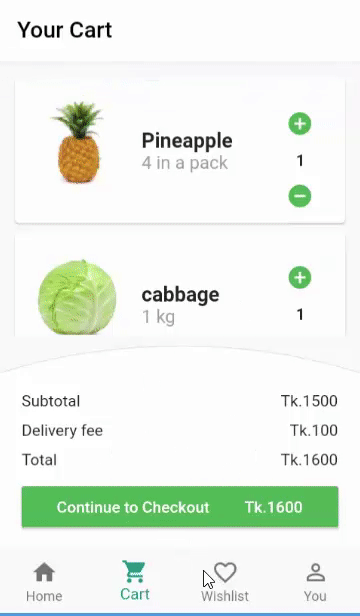 Your Cart
Pineapple
4 in a pack
1
cabbage
1 kg
1
Subtotal Tk.1500
Delivery fee Tk.100
Total Tk.1600
Continue to Checkout Tk.1600
Home Cart Wishlist You